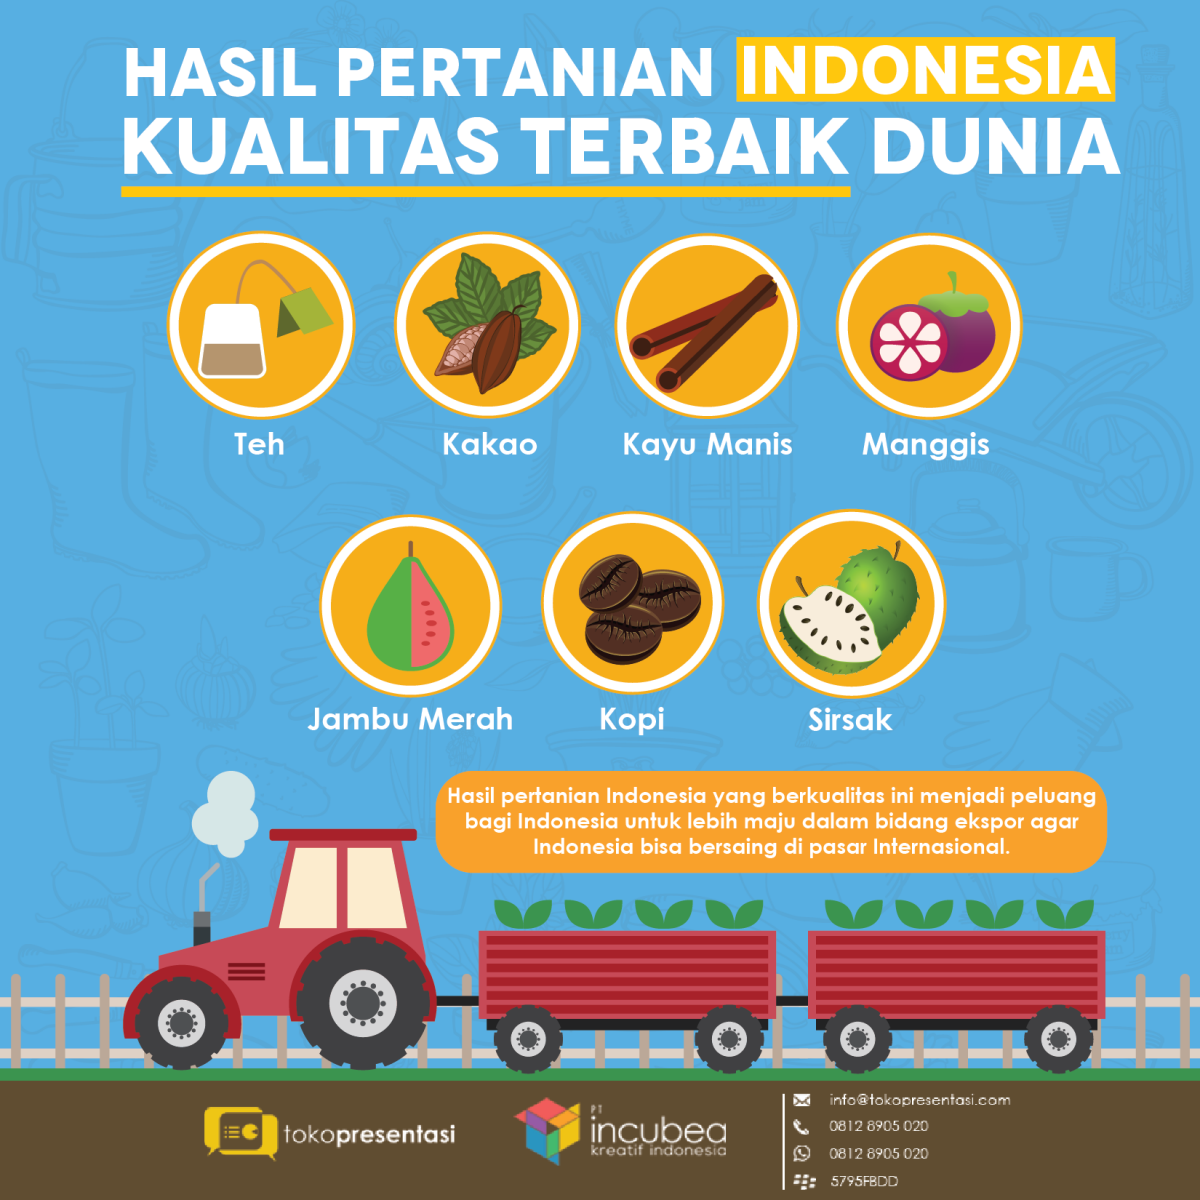 HASIL PERTANIAN INDONESIA
KUALITAS TERBAIK DUNIA
Teh
Kakao
Kayu Manis
Manggis
Jambu Merah
Kopi
Sirsak
Hasil pertanian Indonesia yang berkualitas ini menjadi peluang
bagi Indonesia untuk lebih maju dalam bidang ekspor agar
Indonesia bisa bersaing di pasar Internasional.
tokopresentasi
PT
incubea
kreatif indonesia
info@tokopresentasi.com
0812 8905 020
0812 8905 020
5795FBDD